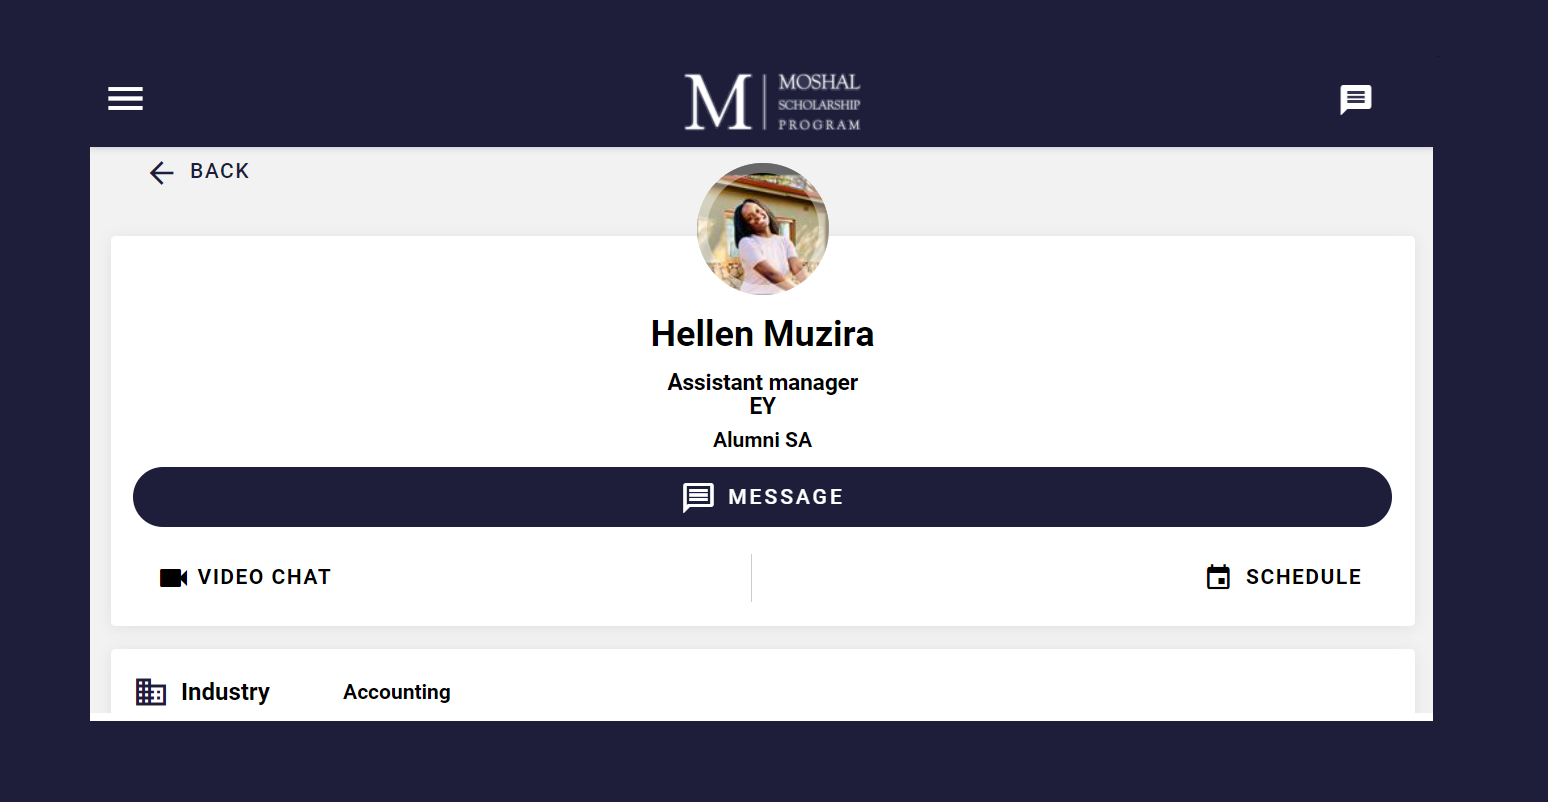 M
MOSHAL
SCHOLARSHIP
PROGRAM
BACK
Hellen Muzira
Assistant manager
EY
Alumni SA
MESSAGE
VIDEO CHAT
SCHEDULE
Industry Accounting